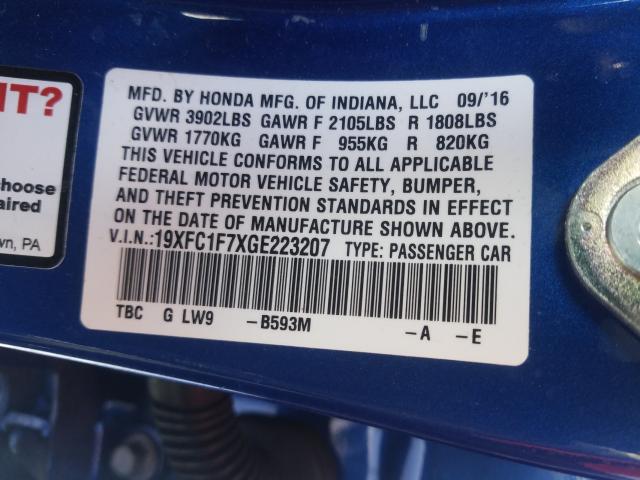 NT?
choose
aired
wn, PA
MFD. BY HONDA MFG. OF INDIANA, LLC 09/'16
GVWR 3902LBS GAWR F 2105LBS R 1808LBS
GVWR 1770KG GAWR F 955KG R 820KG
THIS VEHICLE CONFORMS TO ALL APPLICABLE
FEDERAL MOTOR VEHICLE SAFETY, BUMPER,
AND THEFT PREVENTION STANDARDS IN EFFECT
ON THE DATE OF MANUFACTURE SHOWN ABOVE.
V.I.N.:19XFC1F7XGE223207 TYPE: PASSENGER CAR
TBC G LW9 -B593M -A -E